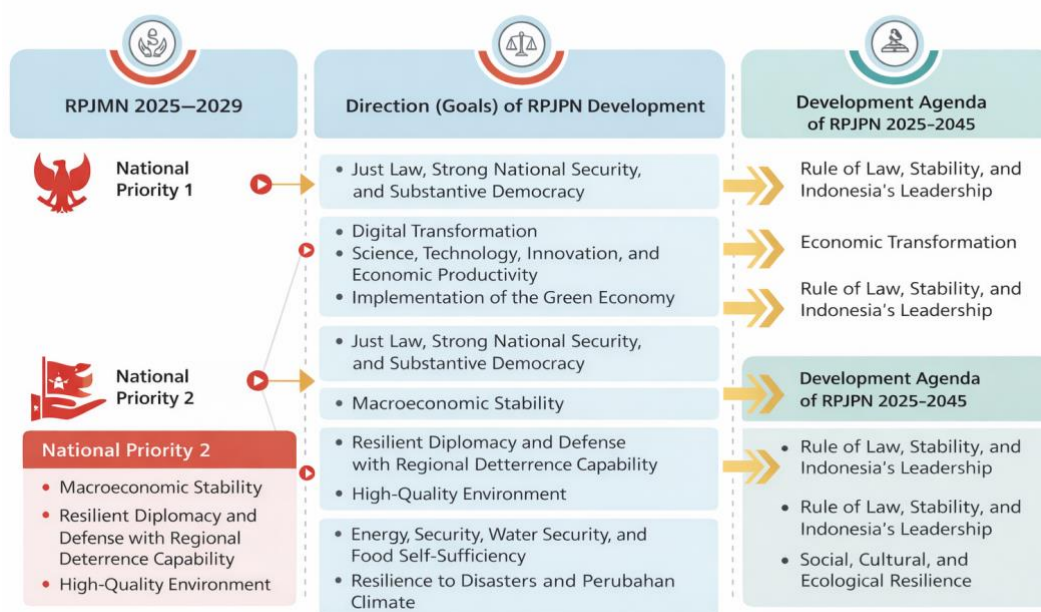 RPJMN 2025—2029
Direction (Goals) of RPJPN Development
Development Agenda
of RPJPN 2025–2045
National
Priority 1
• Just Law, Strong National Security,
and Substantive Democracy
Rule of Law, Stability, and
Indonesia's Leadership
• Digital Transformation
• Science, Technology, Innovation, and
Economic Productivity
• Implementation of the Green Economy
Economic Transformation
Rule of Law, Stability, and
Indonesia's Leadership
National
Priority 2
• Just Law, Strong National Security,
and Substantive Democracy
• Macroeconomic Stability
Development Agenda
of RPJPN 2025–2045
National Priority 2
• Macroeconomic Stability
• Resilient Diplomacy and
Defense with Regional
Deterrence Capability
• High-Quality Environment
• Resilient Diplomacy and Defense
with Regional Detterrence Capability
• High-Quality Environment
• Energy, Security, Water Security, and
Food Self-Sufficiency
• Resilience to Disasters and Perubahan
Climate
• Rule of Law, Stability, and
Indonesia's Leadership
• Rule of Law, Stability, and
Indonesia's Leadership
• Social, Cultural, and
Ecological Resilience